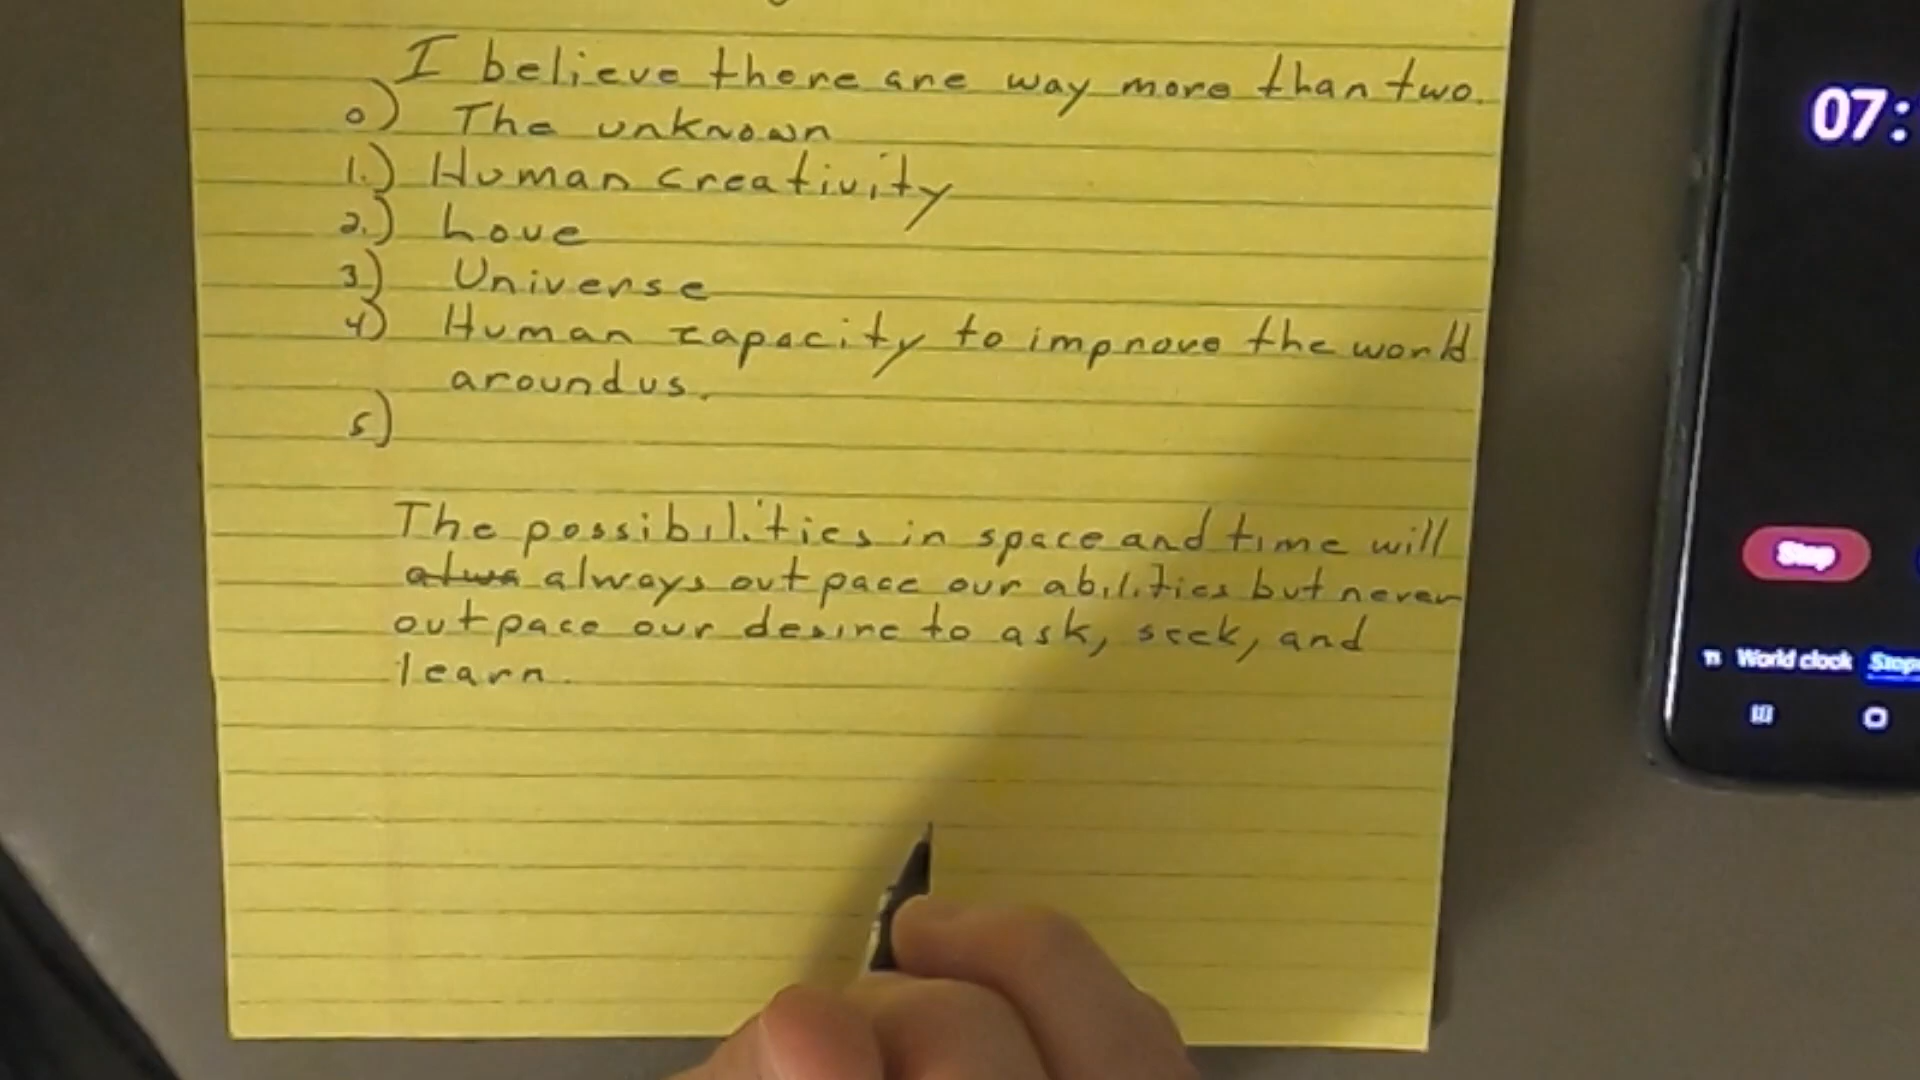 I believe there are way more than two.
0) The unknown
1.) Human creativity
2.) Love
3) Universe
4) Human capacity to improve the world
around us.
5)
The possibilities in space and time will
alwa always out pace our abilities but never
out pace our desire to ask, seek, and
learn.
07:
Stop
World clock Stop